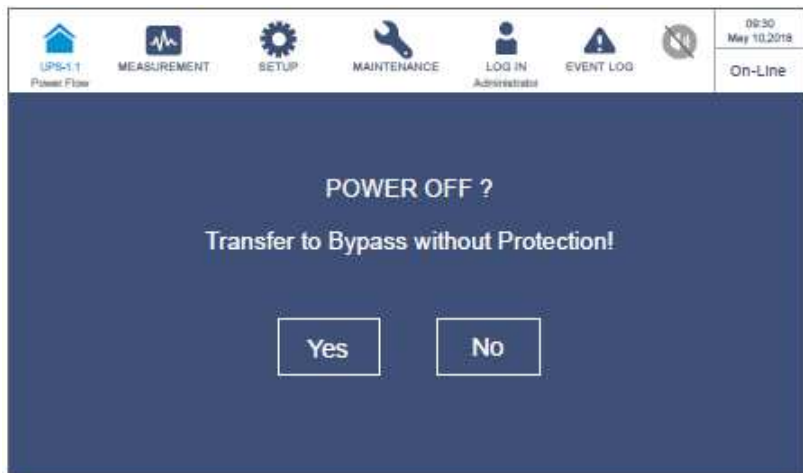 UPS-1.1
Power Flow
MEASUREMENT
SETUP
MAINTENANCE
LOG IN
Administrator
EVENT LOG
09:30
May 10,2018
On-Line
POWER OFF ?
Transfer to Bypass without Protection!
Yes
No